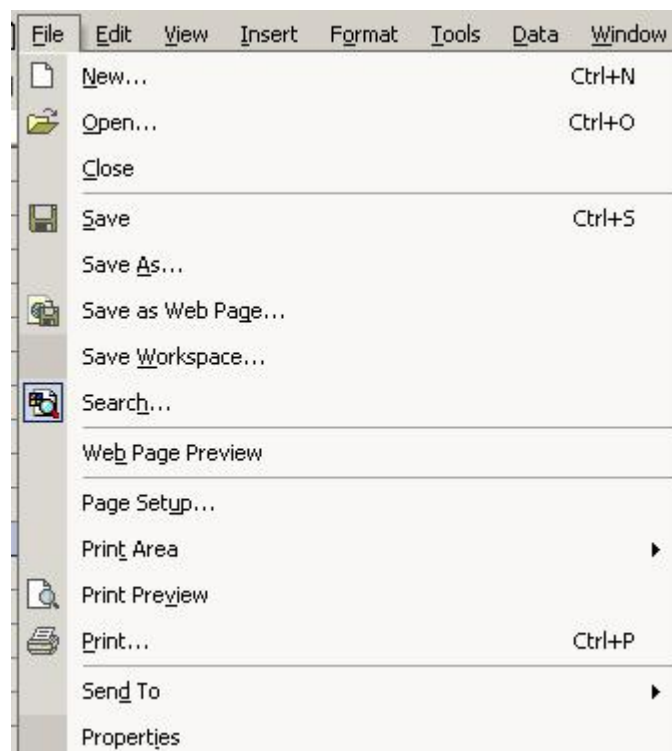 File Edit View Insert Format Tools Data Window
New... Ctrl+N
Open... Ctrl+O
Close
Save Ctrl+S
Save As...
Save as Web Page...
Save Workspace...
Search...
Web Page Preview
Page Setup...
Print Area
Print Preview
Print... Ctrl+P
Send To
Properties